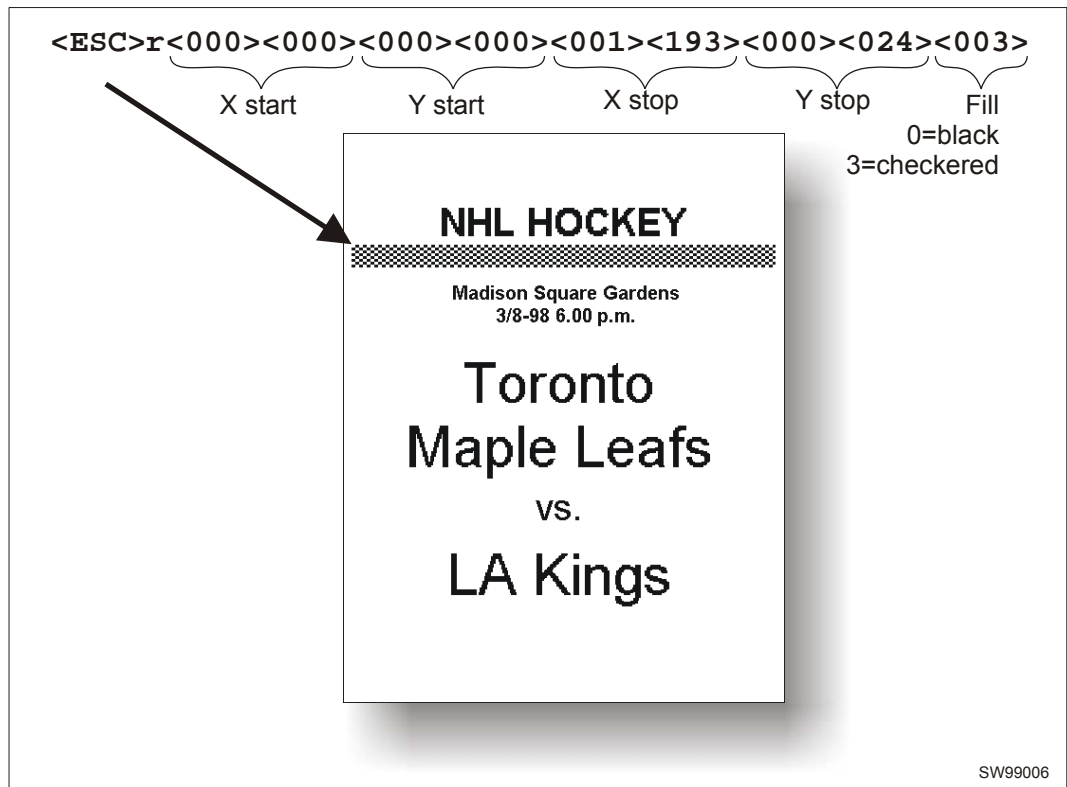 <ESC>r<000><000><000><000><001><193><000><024><003>
X start Y start X stop Y stop Fill
0=black
3=checkered
NHL HOCKEY
Madison Square Gardens
3/8-98 6.00 p.m.
Toronto
Maple Leafs
vs.
LA Kings
SW99006